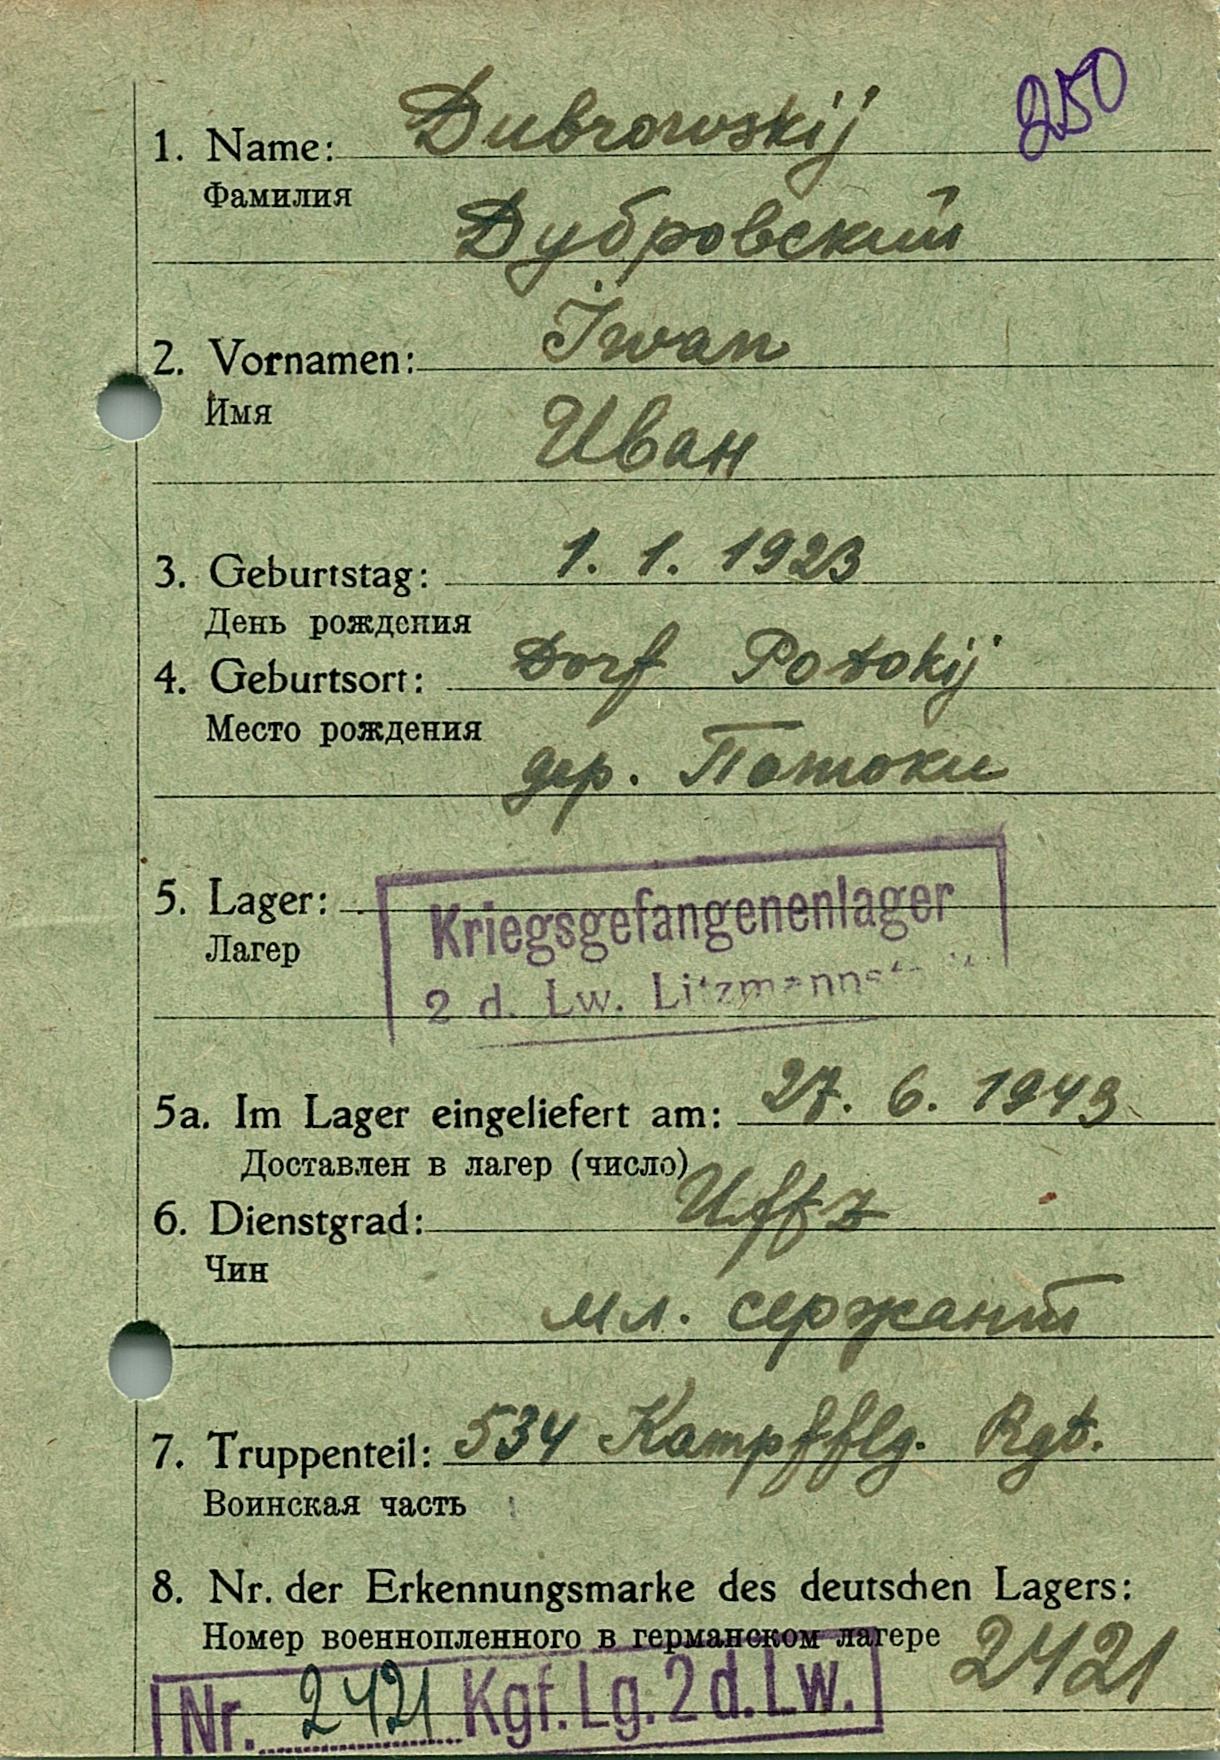 250
1. Name: Dubrowskij
Фамилия
Дубровский
2. Vornamen: Iwan
Имя
Иван
3. Geburtstag: 1. 1. 1923
День рождения
4. Geburtsort: Dorf Potokij
Место рождения
дер. Потоки
5. Lager: Kriegsgefangenenlager
Лагер
2 d. Lw. Litzmannstadt
5a. Im Lager eingeliefert am: 27. 6. 1943
Доставлен в лагер (число)
6. Dienstgrad: Uffz
Чин
мл. сержант
7. Truppenteil: 534 Kampfflg. Rgt.
Воинская часть
8. Nr. der Erkennungsmarke des deutschen Lagers:
Номер военнопленного в германском лагере 2421
Nr. 2421 Kgf. Lg. 2 d. Lw.